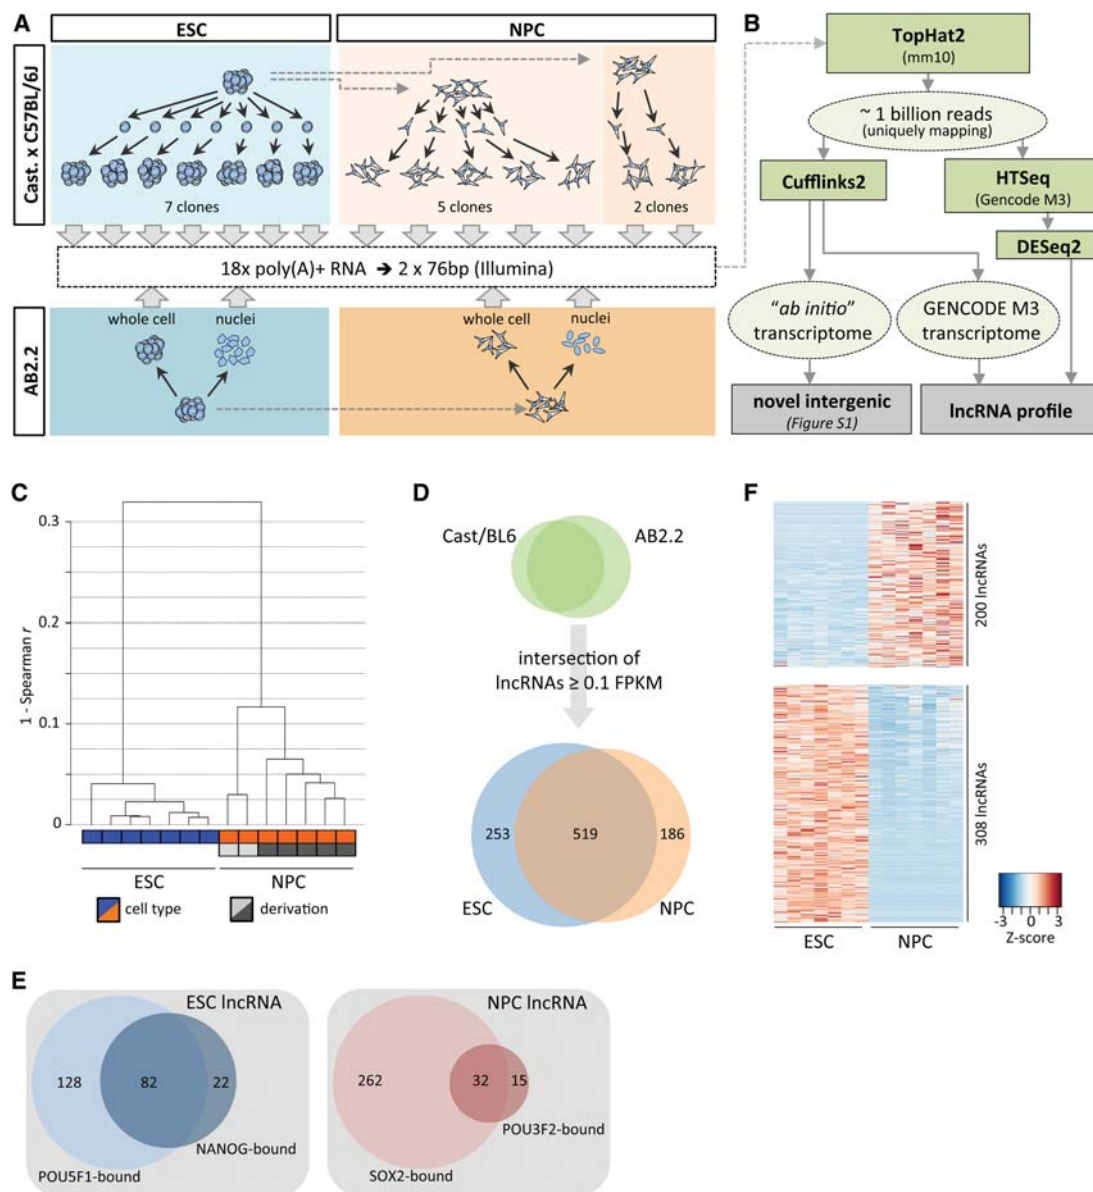 A
ESC
NPC
Cast. x C57BL/6J
7 clones
5 clones
2 clones
18x poly(A)+ RNA ➔ 2 x 76bp (Illumina)
AB2.2
whole cell
nuclei
whole cell
nuclei
B
TopHat2
(mm10)
~ 1 billion reads
(uniquely mapping)
Cufflinks2
HTSeq
(Gencode M3)
DESeq2
“ab initio”
transcriptome
GENCODE M3
transcriptome
novel intergenic
(Figure S1)
lncRNA profile
C
1 - Spearman r
0.3
0.2
0.1
0
ESC
NPC
cell type
derivation
D
Cast/BL6
AB2.2
intersection of
lncRNAs ≥ 0.1 FPKM
253
519
186
ESC
NPC
F
200 lncRNAs
308 lncRNAs
ESC
NPC
-3
0
3
Z-score
E
ESC lncRNA
128
82
22
NANOG-bound
POU5F1-bound
NPC lncRNA
262
32
15
POU3F2-bound
SOX2-bound